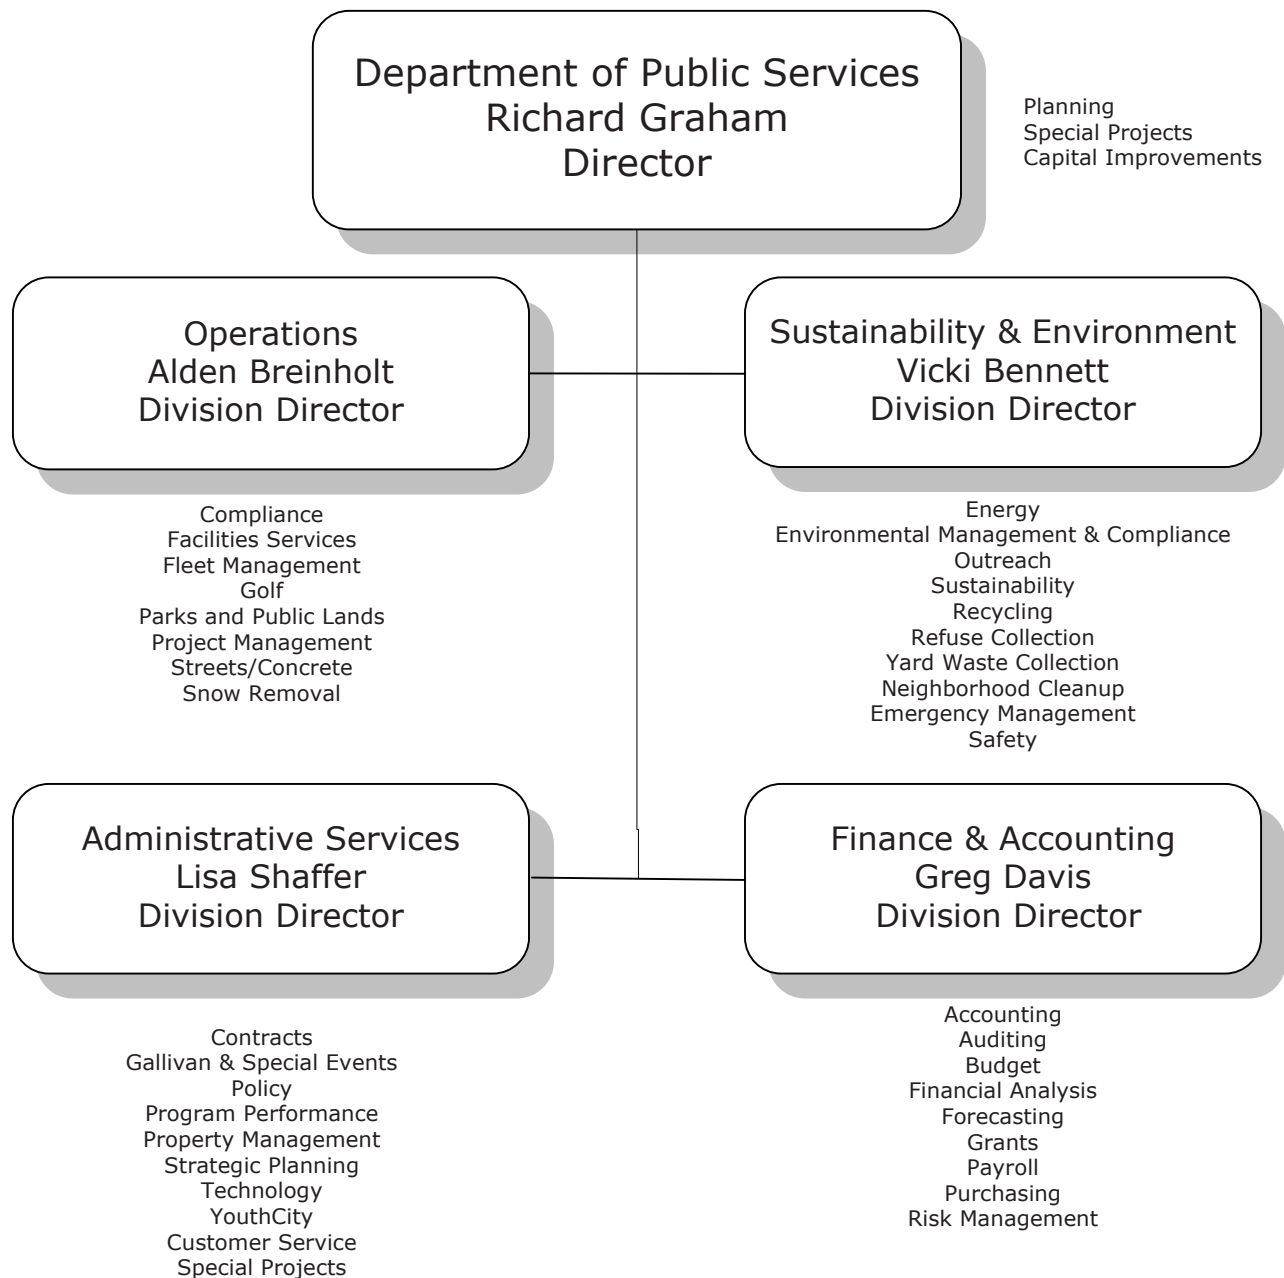 Department of Public Services
Richard Graham
Director
Planning
Special Projects
Capital Improvements
Operations
Alden Breinholt
Division Director
Compliance
Facilities Services
Fleet Management
Golf
Parks and Public Lands
Project Management
Streets/Concrete
Snow Removal
Sustainability & Environment
Vicki Bennett
Division Director
Energy
Environmental Management & Compliance
Outreach
Sustainability
Recycling
Refuse Collection
Yard Waste Collection
Neighborhood Cleanup
Emergency Management
Safety
Administrative Services
Lisa Shaffer
Division Director
Contracts
Gallivan & Special Events
Policy
Program Performance
Property Management
Strategic Planning
Technology
YouthCity
Customer Service
Special Projects
Finance & Accounting
Greg Davis
Division Director
Accounting
Auditing
Budget
Financial Analysis
Forecasting
Grants
Payroll
Purchasing
Risk Management